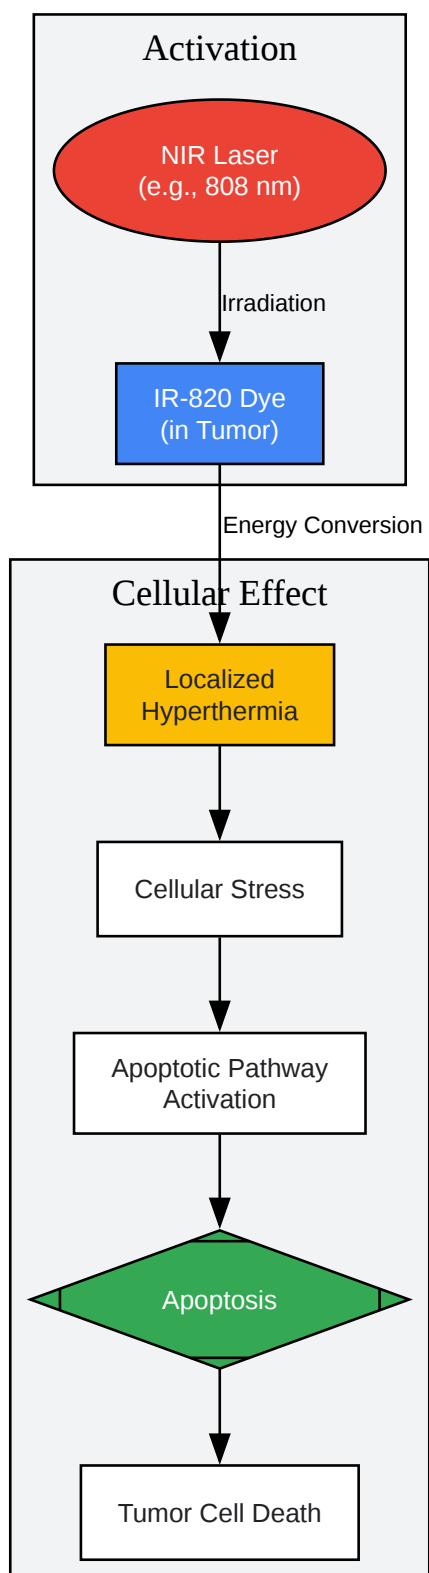 Activation
NIR Laser
(e.g., 808 nm)
Irradiation
IR-820 Dye
(in Tumor)
Energy Conversion
Cellular Effect
Localized
Hyperthermia
Cellular Stress
Apoptotic Pathway
Activation
Apoptosis
Tumor Cell Death